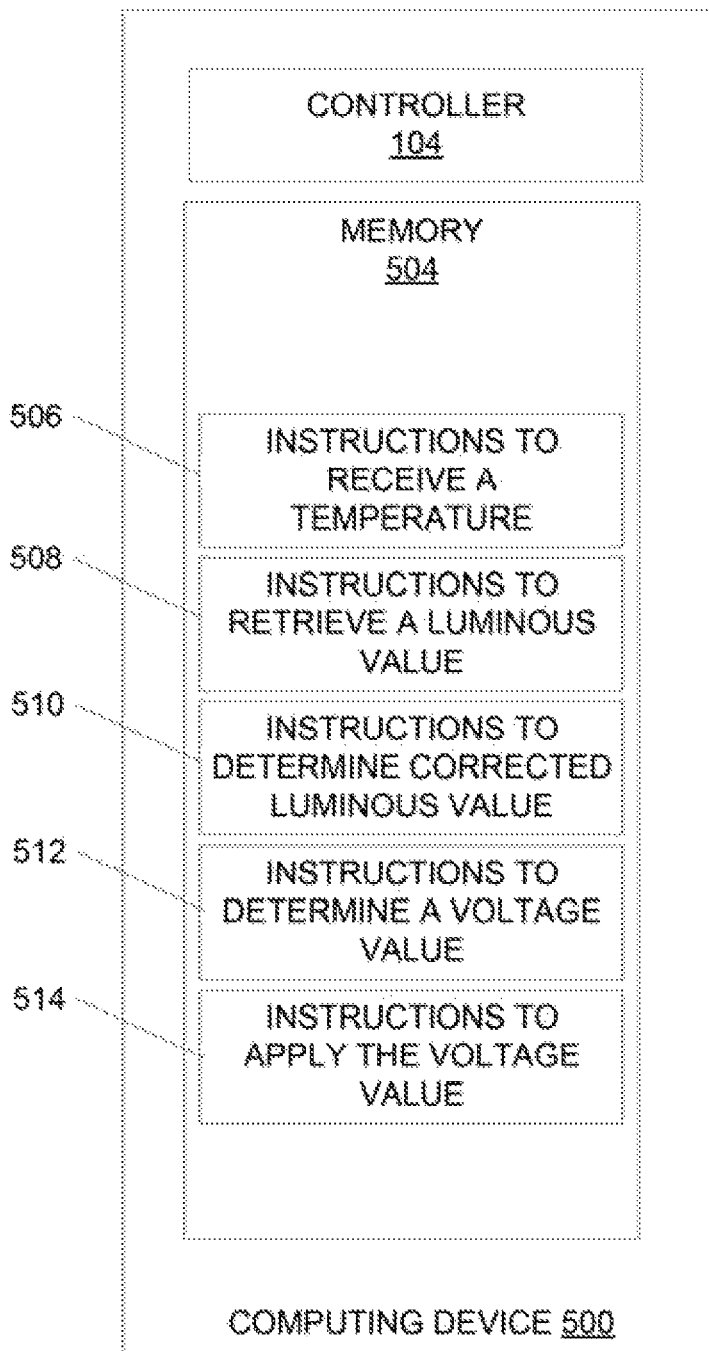 CONTROLLER
104
MEMORY
504
506
INSTRUCTIONS TO
RECEIVE A
TEMPERATURE
508
INSTRUCTIONS TO
RETRIEVE A LUMINOUS
VALUE
510
INSTRUCTIONS TO
DETERMINE CORRECTED
LUMINOUS VALUE
512
INSTRUCTIONS TO
DETERMINE A VOLTAGE
VALUE
514
INSTRUCTIONS TO
APPLY THE VOLTAGE
VALUE
COMPUTING DEVICE 500